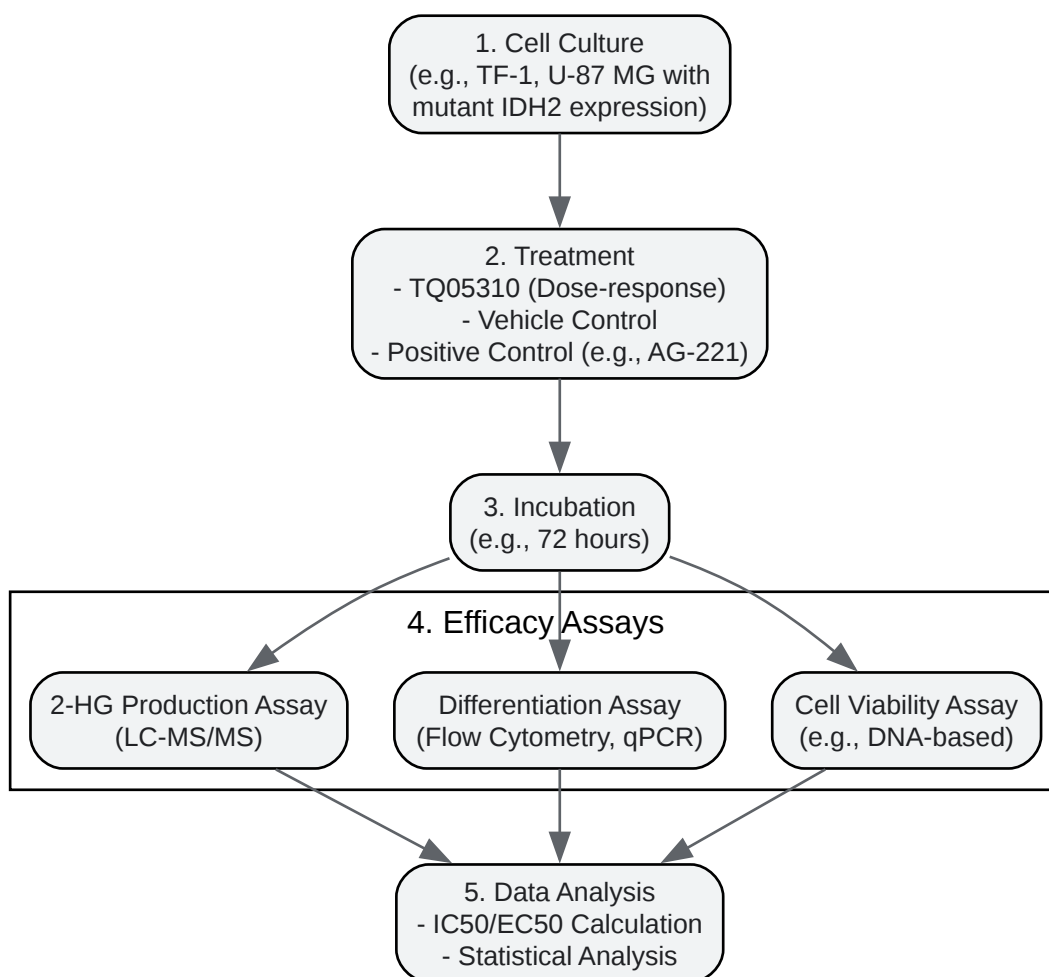 1. Cell Culture
(e.g., TF-1, U-87 MG with
mutant IDH2 expression)
2. Treatment
- TQ05310 (Dose-response)
- Vehicle Control
- Positive Control (e.g., AG-221)
3. Incubation
(e.g., 72 hours)
4. Efficacy Assays
2-HG Production Assay
(LC-MS/MS)
Differentiation Assay
(Flow Cytometry, qPCR)
Cell Viability Assay
(e.g., DNA-based)
5. Data Analysis
- IC50/EC50 Calculation
- Statistical Analysis